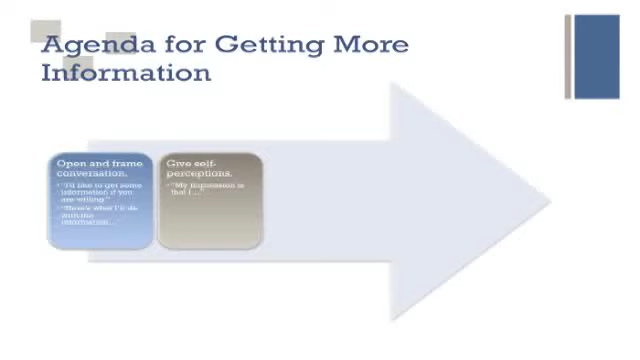 Agenda for Getting More
Information
Open and frame
conversation.
• "I'd like to get some
information if you
are willing."
• "Here's what I'll do
with the
information..."
Give self-
perceptions.
• "My impression is
that I ..."